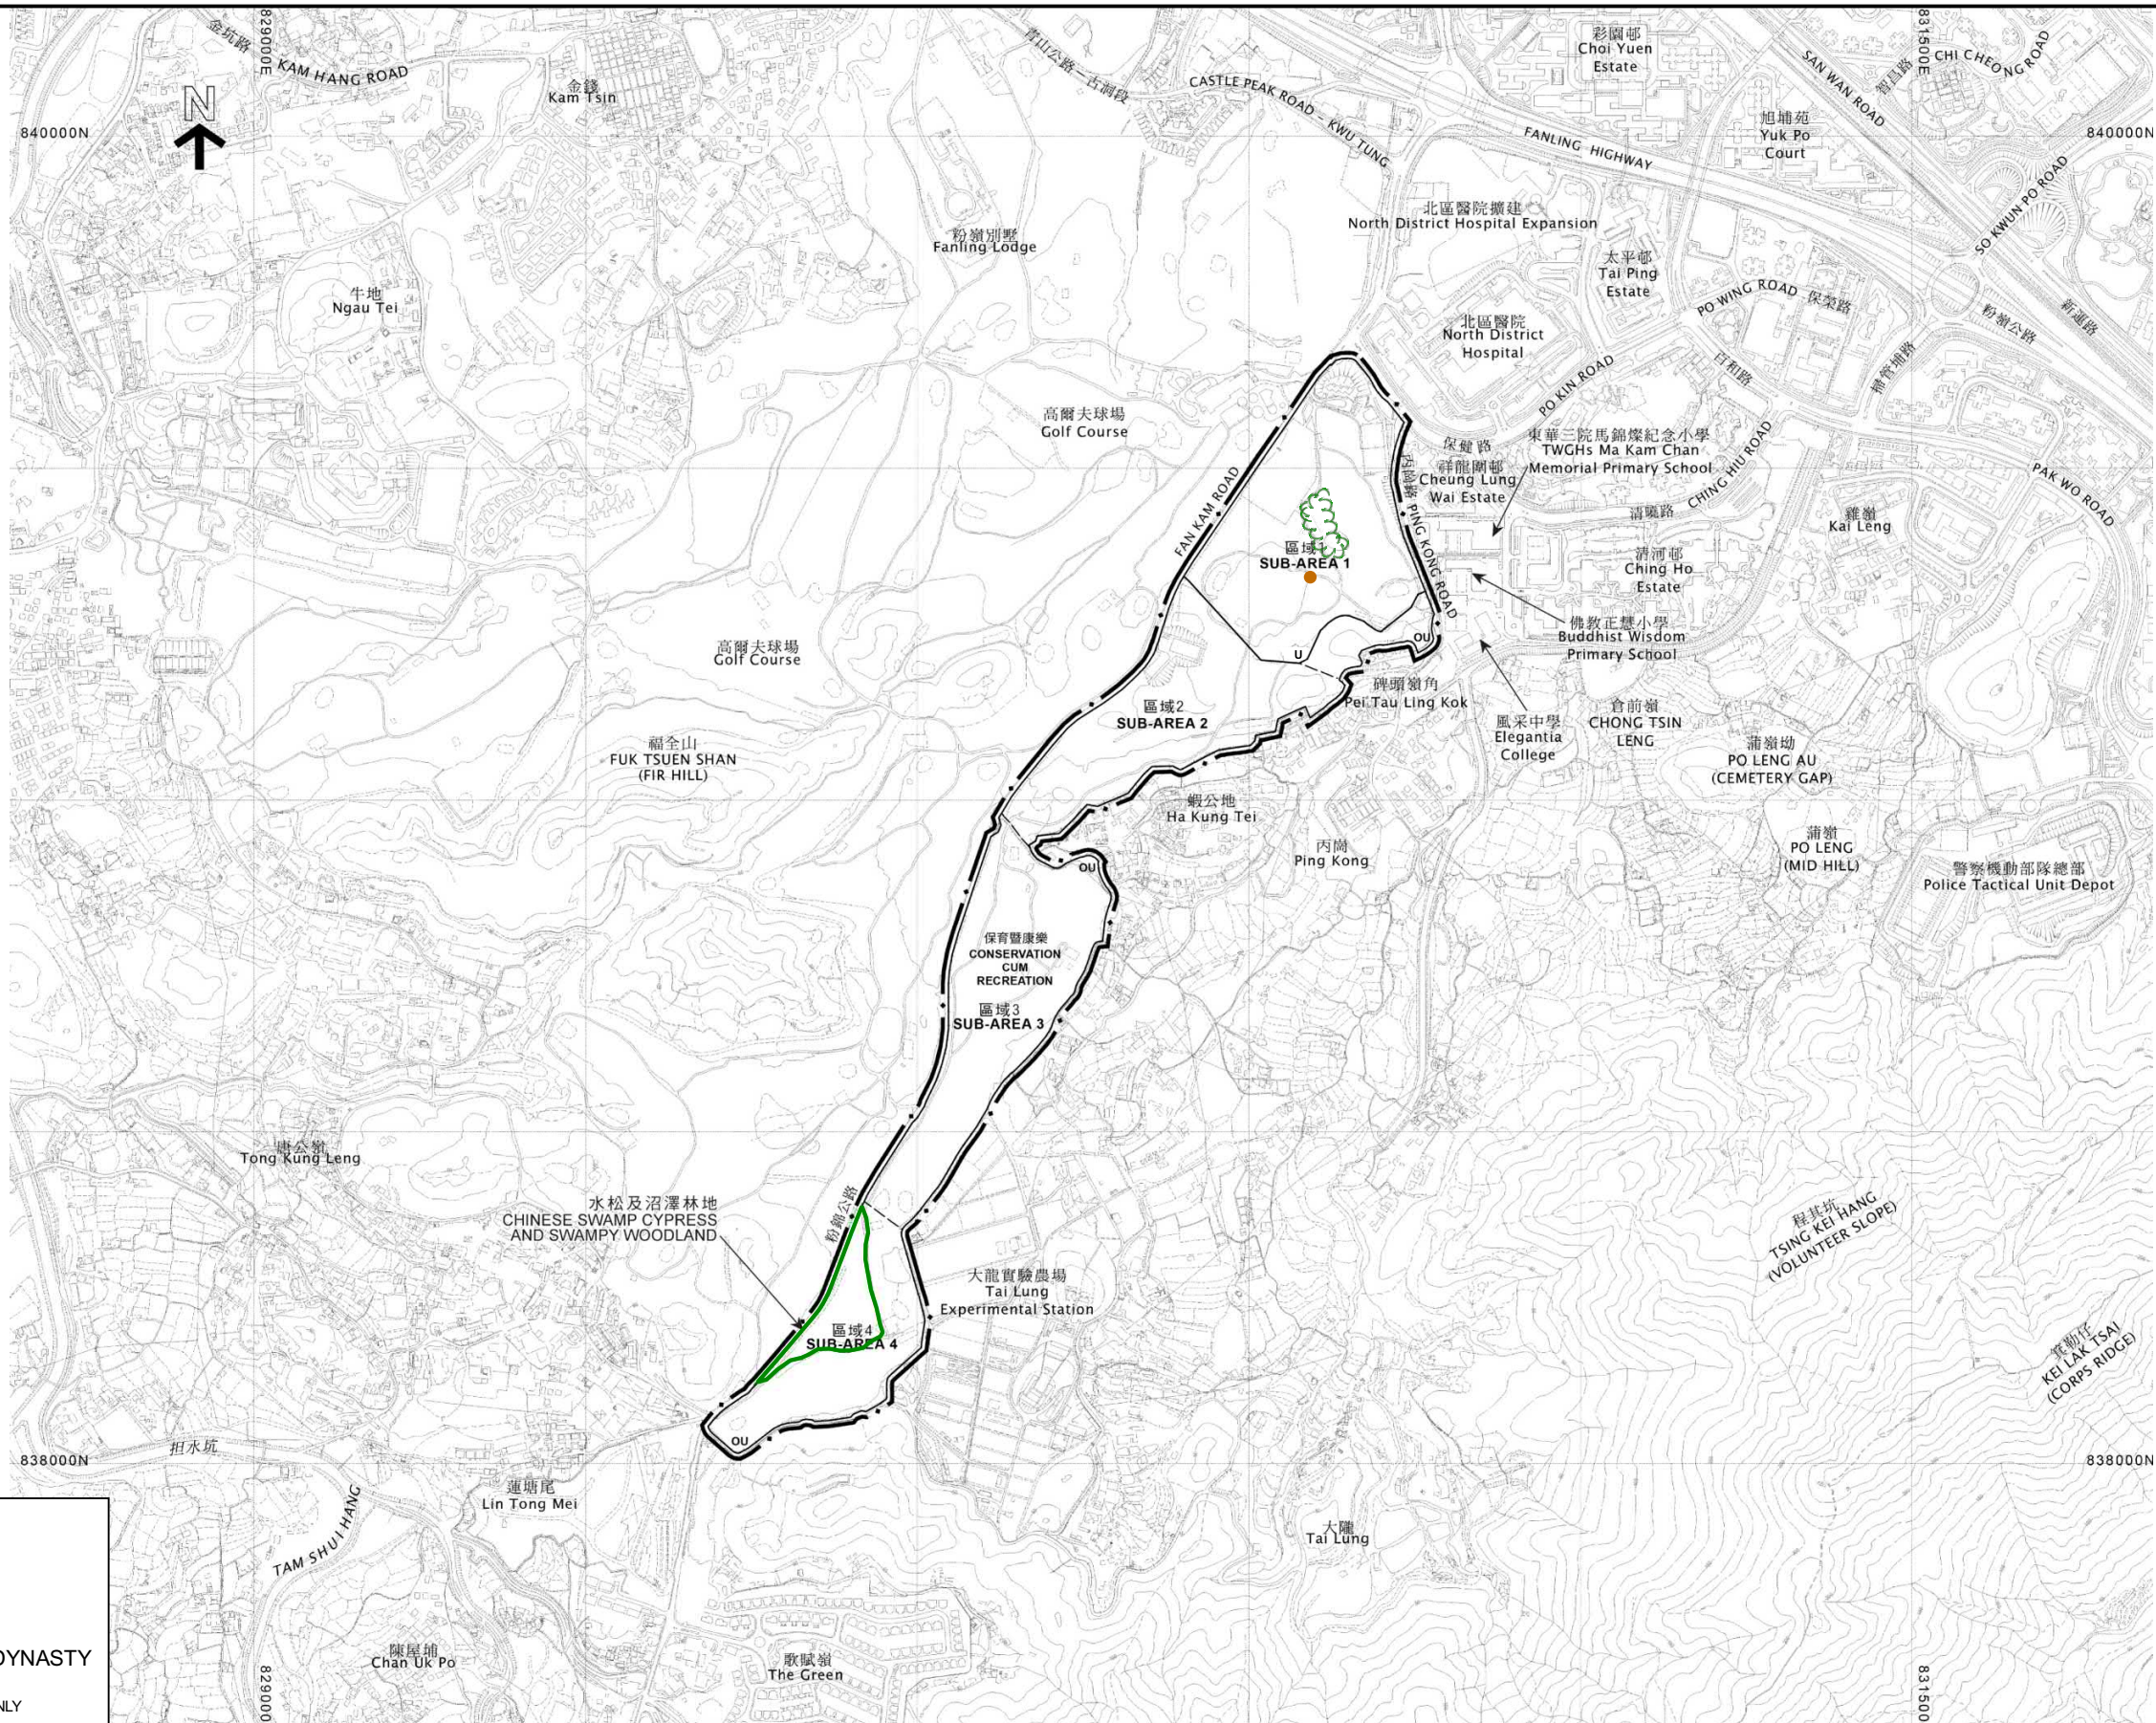 829000E
金坑路
KAM HANG ROAD
金錢
Kam Tsin
青山公路－古洞段
CASTLE PEAK ROAD – KWU TUNG
彩園邨
Choi Yuen
Estate
SAN WAN ROAD
智昌路
CHI CHEONG ROAD
831500E
N
840000N
840000N
旭埔苑
Yuk Po
Court
FANLING HIGHWAY
SO KWUN PO ROAD
粉嶺別墅
Fanling Lodge
北區醫院擴建
North District Hospital Expansion
太平邨
Tai Ping
Estate
牛地
Ngau Tei
PO WING ROAD
保榮路
粉嶺公路
新運路
北區醫院
North District
Hospital
掃管埔路
百和路
PO KIN ROAD
高爾夫球場
Golf Course
保健路
東華三院馬錦燦紀念小學
TWGHs Ma Kam Chan
Memorial Primary School
祥龍圍邨
Cheung Lung
Wai Estate
CHING HIU ROAD
清曉路
PAK WO ROAD
FAN KAM ROAD
丙崗路
PING KONG ROAD
雞嶺
Kai Leng
區域1
SUB-AREA 1
清河邨
Ching Ho
Estate
佛教正慧小學
Buddhist Wisdom
Primary School
OU
U
高爾夫球場
Golf Course
碑頭嶺角
Pei Tau Ling Kok
區域2
SUB-AREA 2
風采中學
Elegantia
College
倉前嶺
CHONG TSIN
LENG
福全山
FUK TSUEN SHAN
(FIR HILL)
蒲嶺坳
PO LENG AU
(CEMETERY GAP)
蝦公地
Ha Kung Tei
丙崗
Ping Kong
蒲嶺
PO LENG
(MID HILL)
警察機動部隊總部
Police Tactical Unit Depot
OU
保育暨康樂
CONSERVATION
CUM
RECREATION
區域3
SUB-AREA 3
唐公嶺
Tong Kung Leng
水松及沼澤林地
CHINESE SWAMP CYPRESS
AND SWAMPY WOODLAND
粉錦公路
程其坑
TSING KEI HANG
(VOLUNTEER SLOPE)
大龍實驗農場
Tai Lung
Experimental Station
區域4
SUB-AREA 4
箕勒仔
KEI LAK TSAI
(CORPS RIDGE)
OU
担水坑
838000N
838000N
蓮塘尾
Lin Tong Mei
TAM SHUI HANG
大隴
Tai Lung
陳屋埔
Chan Uk Po
歌賦嶺
The Green
DYNASTY
NLY
829000
831500